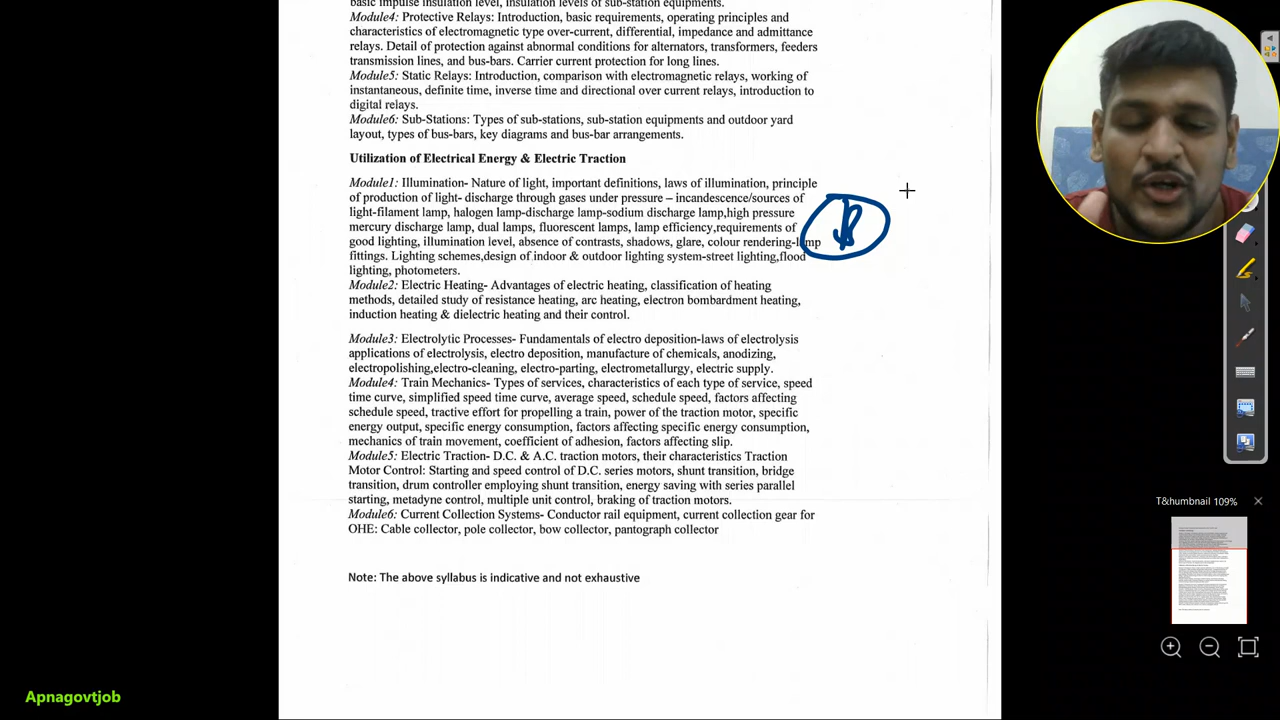 basic impulse insulation level, insulation levels of sub-station equipments.
Module4: Protective Relays: Introduction, basic requirements, operating principles and
characteristics of electromagnetic type over-current, differential, impedance and admittance
relays. Detail of protection against abnormal conditions for alternators, transformers, feeders
transmission lines, and bus-bars. Carrier current protection for long lines.
Module5: Static Relays: Introduction, comparison with electromagnetic relays, working of
instantaneous, definite time, inverse time and directional over current relays, introduction to
digital relays.
Module6: Sub-Stations: Types of sub-stations, sub-station equipments and outdoor yard
layout, types of bus-bars, key diagrams and bus-bar arrangements.
Utilization of Electrical Energy & Electric Traction
Module1: Illumination- Nature of light, important definitions, laws of illumination, principle
of production of light- discharge through gases under pressure – incandescence/sources of
light-filament lamp, halogen lamp-discharge lamp-sodium discharge lamp,high pressure
mercury discharge lamp, dual lamps, fluorescent lamps, lamp efficiency,requirements of
good lighting, illumination level, absence of contrasts, shadows, glare, colour rendering-lamp
fittings. Lighting schemes,design of indoor & outdoor lighting system-street lighting,flood
lighting, photometers.
Module2: Electric Heating- Advantages of electric heating, classification of heating
methods, detailed study of resistance heating, arc heating, electron bombardment heating,
induction heating & dielectric heating and their control.
Module3: Electrolytic Processes- Fundamentals of electro deposition-laws of electrolysis
applications of electrolysis, electro deposition, manufacture of chemicals, anodizing,
electropolishing,electro-cleaning, electro-parting, electrometallurgy, electric supply.
Module4: Train Mechanics- Types of services, characteristics of each type of service, speed
time curve, simplified speed time curve, average speed, schedule speed, factors affecting
schedule speed, tractive effort for propelling a train, power of the traction motor, specific
energy output, specific energy consumption, factors affecting specific energy consumption,
mechanics of train movement, coefficient of adhesion, factors affecting slip.
Module5: Electric Traction- D.C. & A.C. traction motors, their characteristics Traction
Motor Control: Starting and speed control of D.C. series motors, shunt transition, bridge
transition, drum controller employing shunt transition, energy saving with series parallel
starting, metadyne control, multiple unit control, braking of traction motors.
Module6: Current Collection Systems- Conductor rail equipment, current collection gear for
OHE: Cable collector, pole collector, bow collector, pantograph collector
Note: The above syllabus is indicative and not exhaustive
T&humbnail 109%
Apnagovtjob